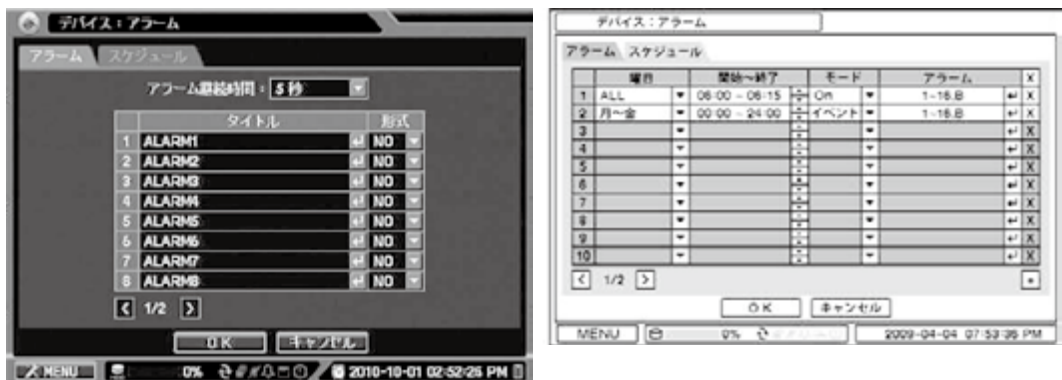 デバイス：アラーム
アラーム スケジュール
アラーム継続時間： 5 秒
タイトル 形式
1 ALARM1 NO
2 ALARM2 NO
3 ALARM3 NO
4 ALARM4 NO
5 ALARM5 NO
6 ALARM6 NO
7 ALARM7 NO
8 ALARM8 NO
1/2
OK キャンセル
MENU 0% 2010-10-01 02:52:25 PM
デバイス：アラーム
アラーム スケジュール
曜日 開始〜終了 モード アラーム X
1 ALL 06:00 - 06:15 On 1-16.B X
2 月〜金 00:00 - 24:00 イベント 1-16.B X
3 X
4 X
5 X
6 X
7 X
8 X
9 X
10 X
1/2
OK キャンセル
MENU 0% 2009-04-04 07:53:35 PM